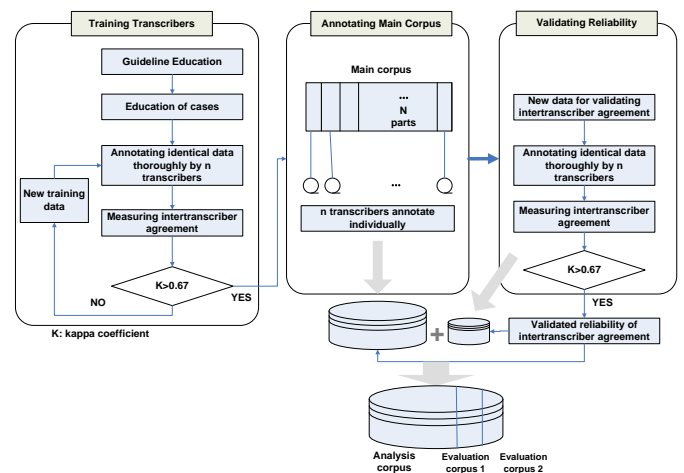 Training Transcribers
Guideline Education
Education of cases
Annotating identical data
thoroughly by n
transcribers
New training
data
Measuring intertranscriber
agreement
K>0.67
NO
YES
K: kappa coefficient
Annotating Main Corpus
Main corpus
...
N
parts
...
n transcribers annotate
individually
Validating Reliability
New data for validating
intertranscriber agreement
Annotating identical data
thoroughly by n
transcribers
Measuring intertranscriber
agreement
K>0.67
YES
Validated reliability of
intertranscriber agreement
+
Analysis
corpus
Evaluation
corpus 1
Evaluation
corpus 2